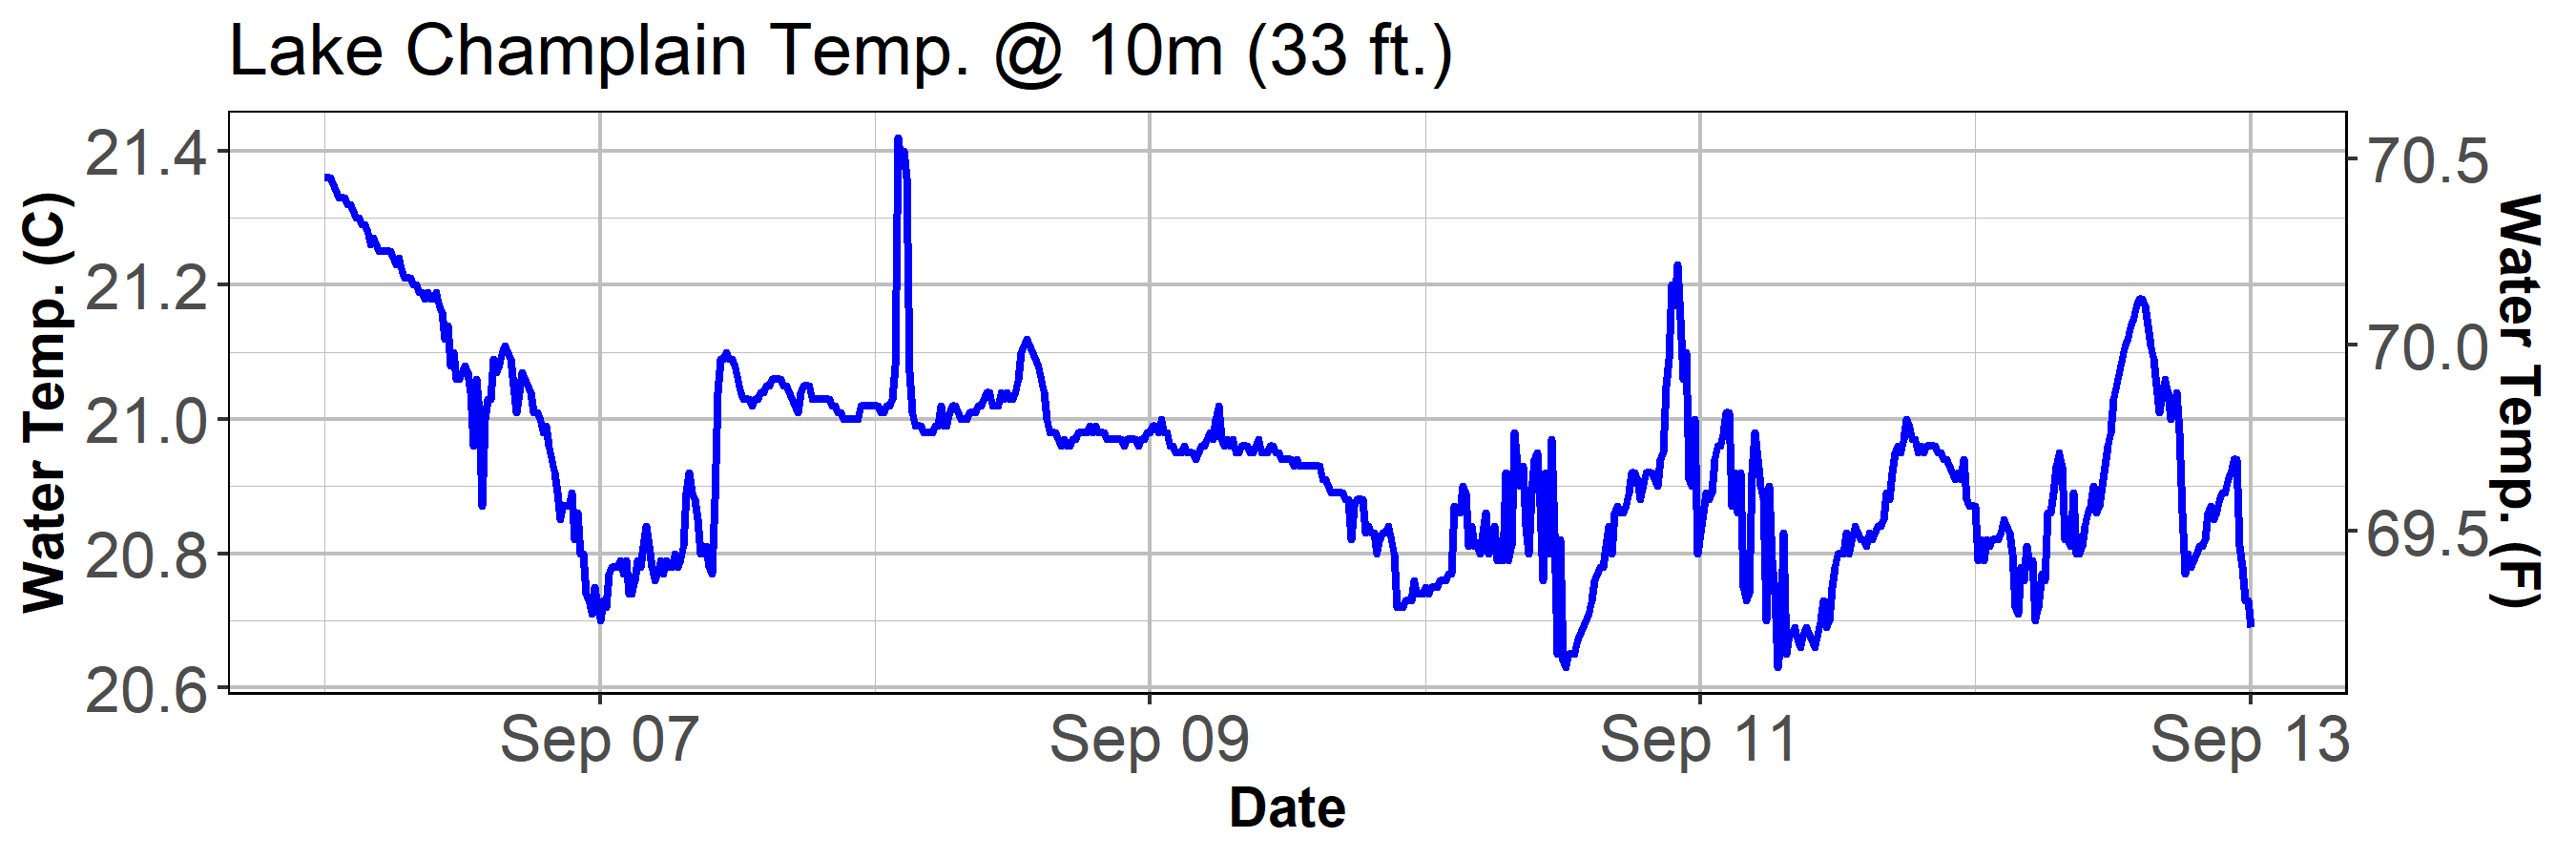 Lake Champlain Temp. @ 10m (33 ft.)
Water Temp. (C)
21.4
21.2
21.0
20.8
20.6
70.5
70.0
69.5
Water Temp. (F)
Sep 07 Sep 09 Sep 11 Sep 13
Date